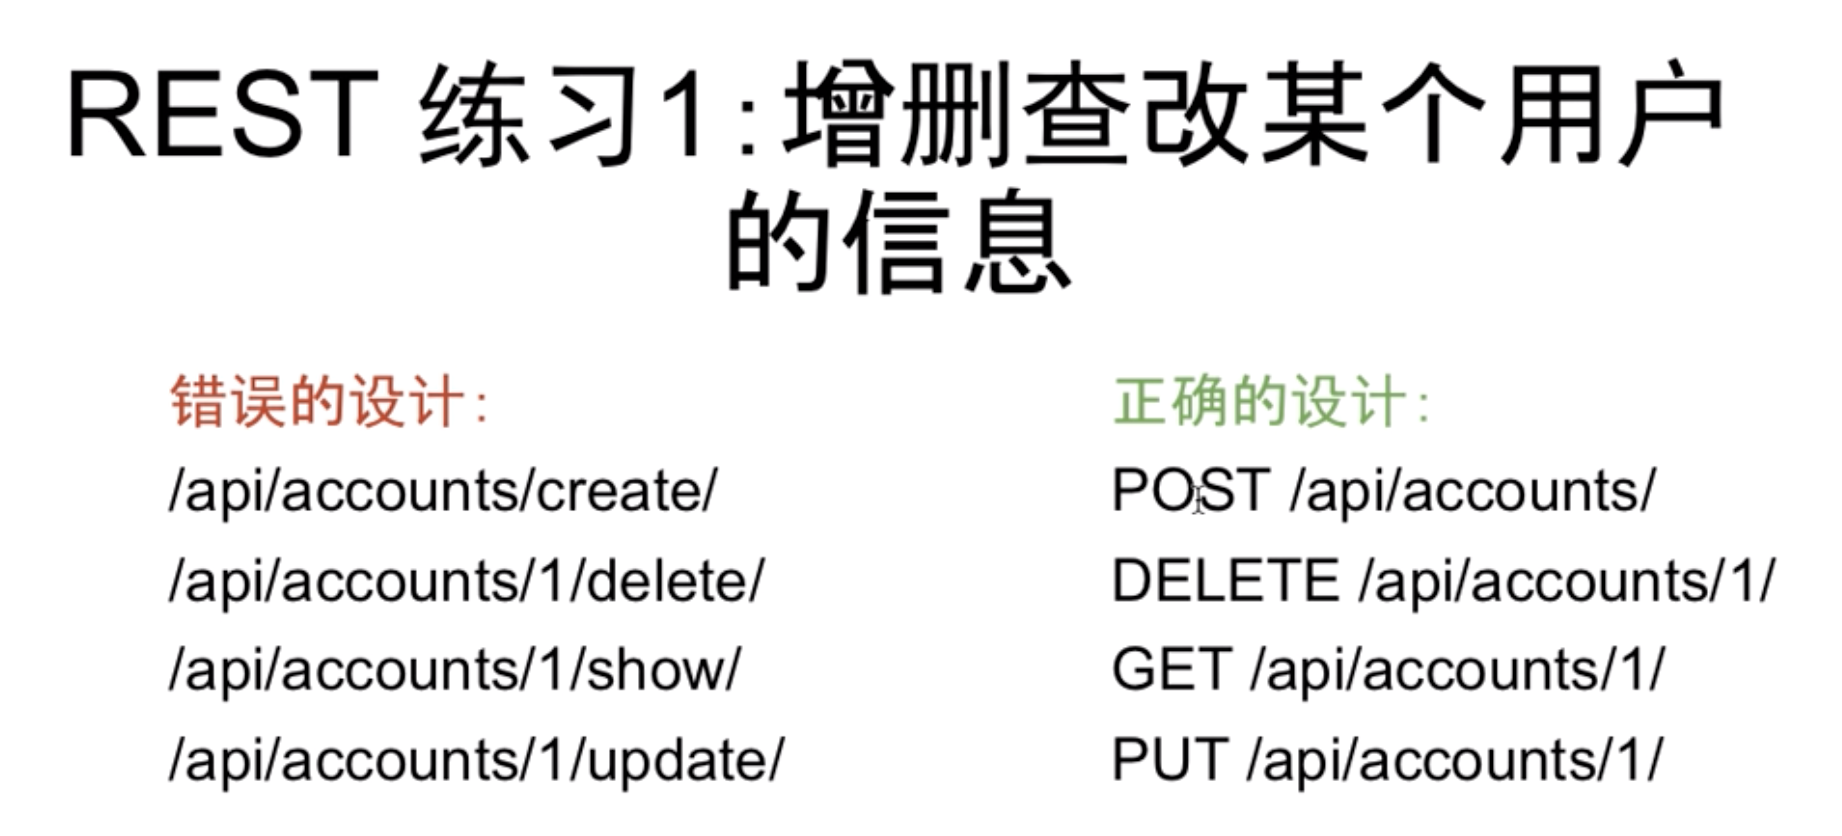 REST 练习1:增删查改某个用户
的信息
错误的设计:
/api/accounts/create/
/api/accounts/1/delete/
/api/accounts/1/show/
/api/accounts/1/update/
正确的设计:
POST /api/accounts/
DELETE /api/accounts/1/
GET /api/accounts/1/
PUT /api/accounts/1/